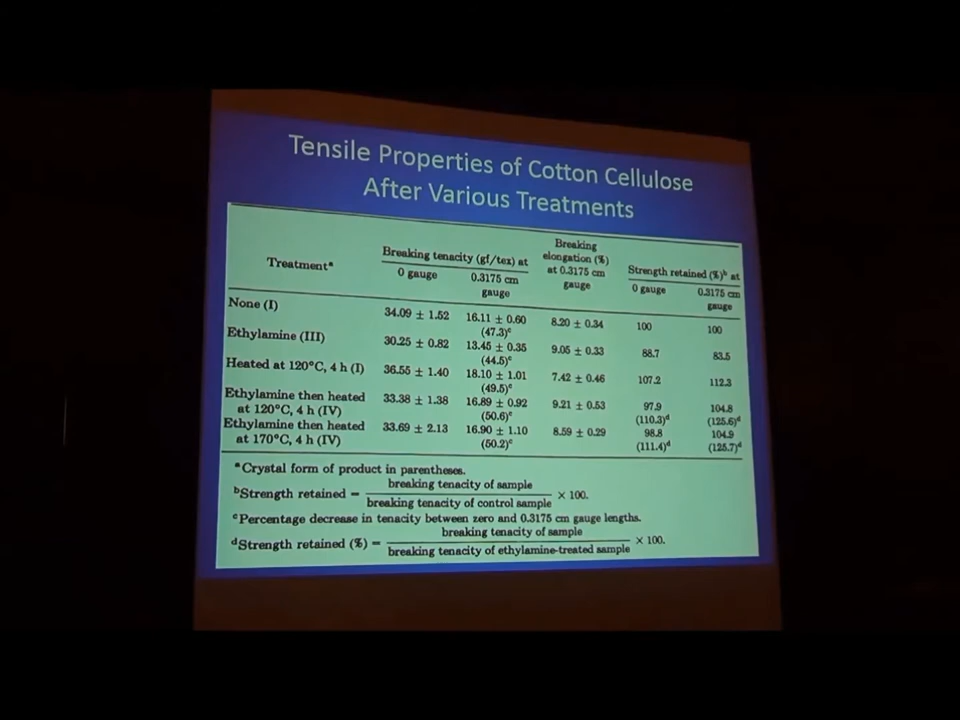 Tensile Properties of Cotton Cellulose
After Various Treatments
Treatmentᵃ
Breaking tenacity (gf/tex) at
0 gauge
0.3175 cm
gauge
Breaking
elongation (%)
at 0.3175 cm
gauge
Strength retained (%)ᵇ at
0 gauge
0.3175 cm
gauge
None (I) 34.09 ± 1.52 16.11 ± 0.60 8.20 ± 0.34 100 100
(47.3)ᶜ
Ethylamine (III) 30.25 ± 0.82 13.45 ± 0.35 9.05 ± 0.33 88.7 83.5
(44.5)ᶜ
Heated at 120°C, 4 h (I) 36.55 ± 1.40 18.10 ± 1.01 7.42 ± 0.46 107.2 112.3
(49.5)ᶜ
Ethylamine then heated 33.38 ± 1.38 16.89 ± 0.92 9.21 ± 0.53 97.9 104.8
at 120°C, 4 h (IV) (50.6)ᶜ (110.3)ᵈ (125.6)ᵈ
Ethylamine then heated 33.69 ± 2.13 16.90 ± 1.10 8.59 ± 0.29 98.8 104.9
at 170°C, 4 h (IV) (50.2)ᶜ (111.4)ᵈ (125.7)ᵈ
ᵃCrystal form of product in parentheses.
breaking tenacity of sample
ᵇStrength retained = × 100.
breaking tenacity of control sample
ᶜPercentage decrease in tenacity between zero and 0.3175 cm gauge lengths.
breaking tenacity of sample
ᵈStrength retained (%) = × 100.
breaking tenacity of ethylamine-treated sample